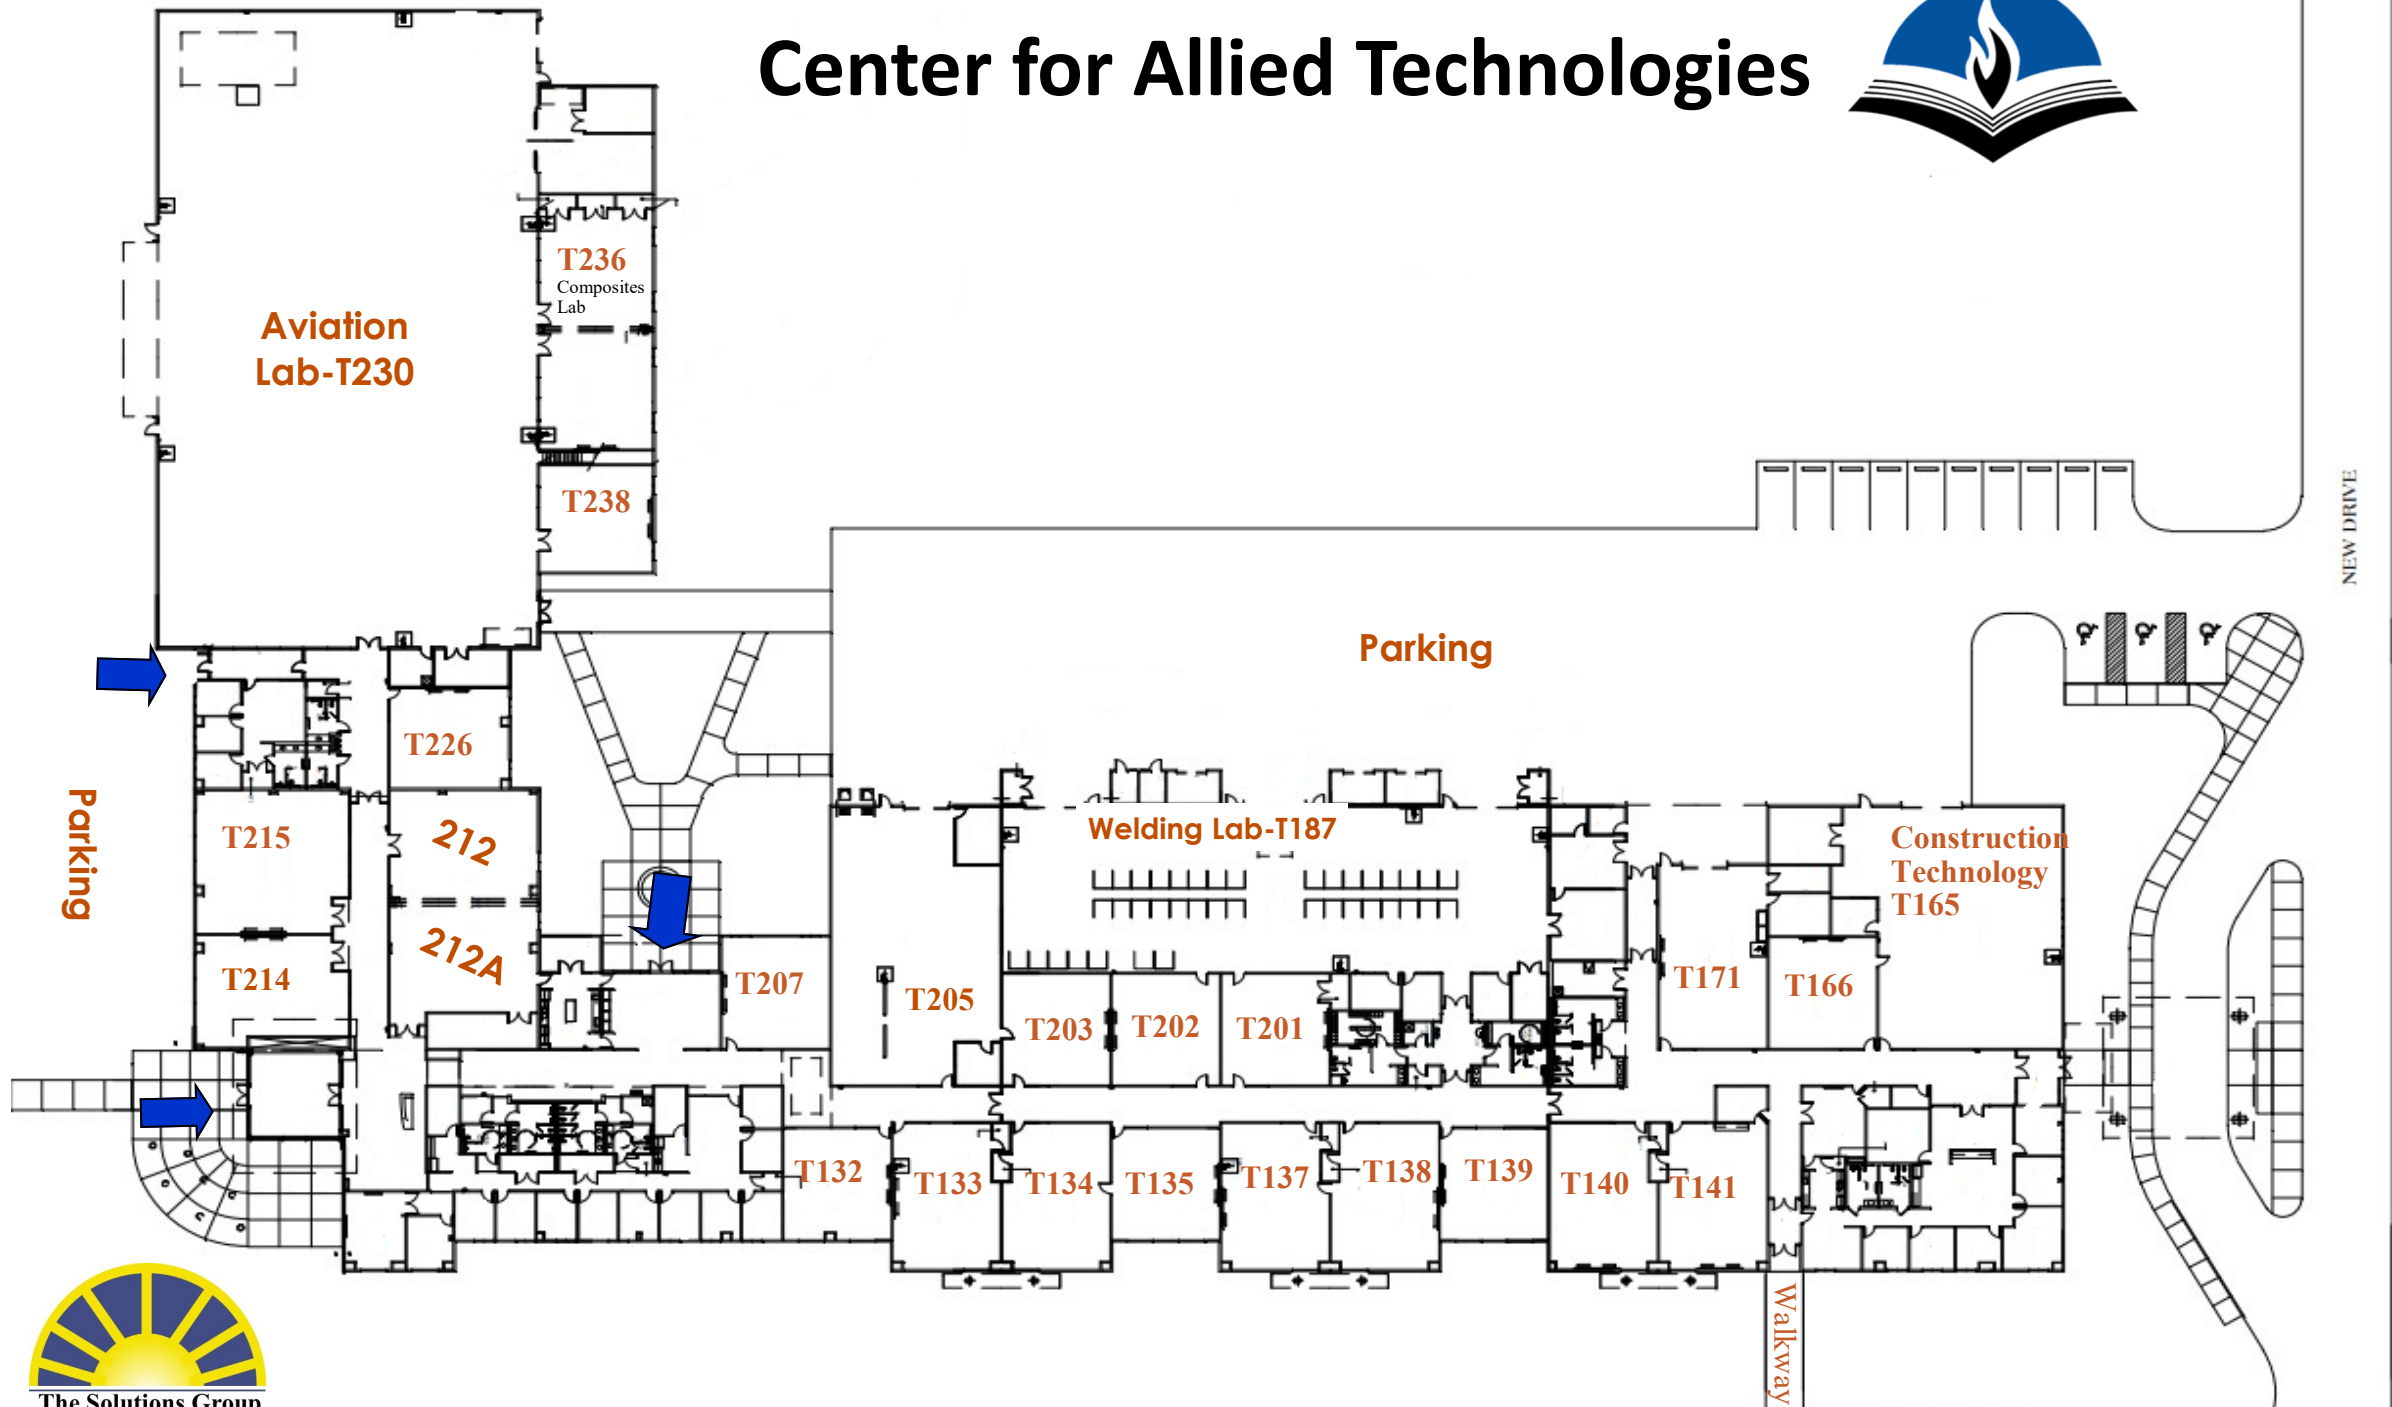 Center for Allied Technologies
T236
Composites
Lab
Aviation
Lab-T230
T238
NEW DRIVE
Parking
T226
Parking
T215
212
Welding Lab-T187
Construction
Technology
T165
T214
212A
T207
T205
T203
T202
T201
T171
T166
T132
T133
T134
T135
T137
T138
T139
T140
T141
Walkway
The Solutions Group